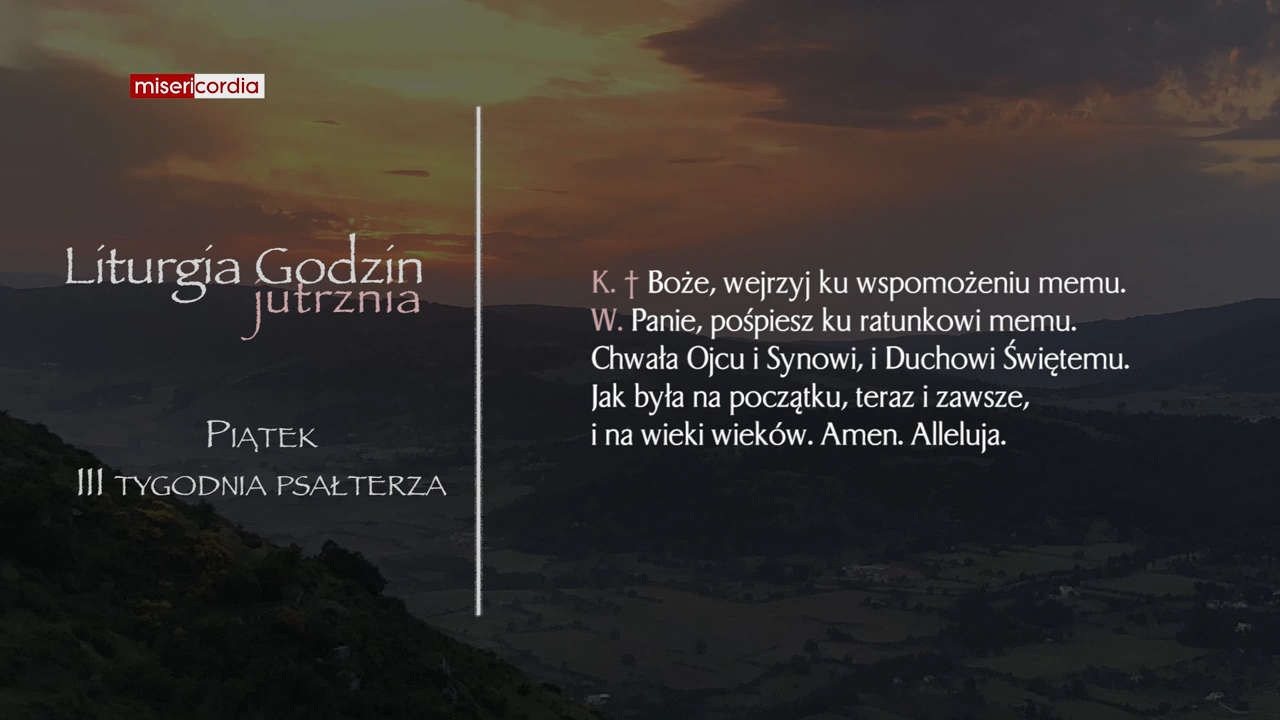 misericordia
Liturgia Godzin
jutrznia
Piątek
III tygodnia psałterza
K. † Boże, wejrzyj ku wspomożeniu memu.
W. Panie, pośpiesz ku ratunkowi memu.
Chwała Ojcu i Synowi, i Duchowi Świętemu.
Jak była na początku, teraz i zawsze,
i na wieki wieków. Amen. Alleluja.